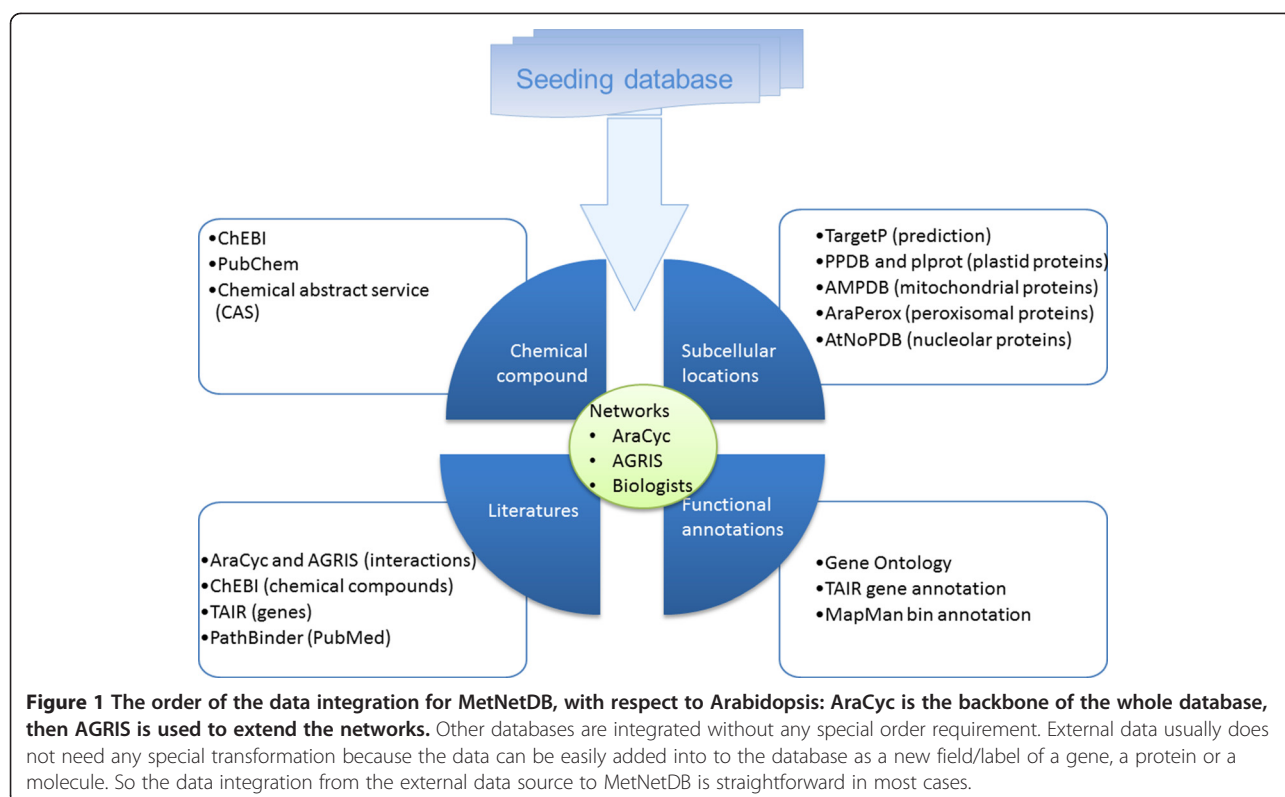 Seeding database
•ChEBI
•PubChem
•Chemical abstract service
(CAS)
•TargetP (prediction)
•PPDB and plprot (plastid proteins)
•AMPDB (mitochondrial proteins)
•AraPerox (peroxisomal proteins)
•AtNoPDB (nucleolar proteins)
Chemical
compound
Subcellular
locations
Networks
• AraCyc
• AGRIS
• Biologists
Literatures
Functional
annotations
•AraCyc and AGRIS (interactions)
•ChEBI (chemical compounds)
•TAIR (genes)
•PathBinder (PubMed)
•Gene Ontology
•TAIR gene annotation
•MapMan bin annotation
Figure 1 The order of the data integration for MetNetDB, with respect to Arabidopsis: AraCyc is the backbone of the whole database,
then AGRIS is used to extend the networks. Other databases are integrated without any special order requirement. External data usually does
not need any special transformation because the data can be easily added into to the database as a new field/label of a gene, a protein or a
molecule. So the data integration from the external data source to MetNetDB is straightforward in most cases.